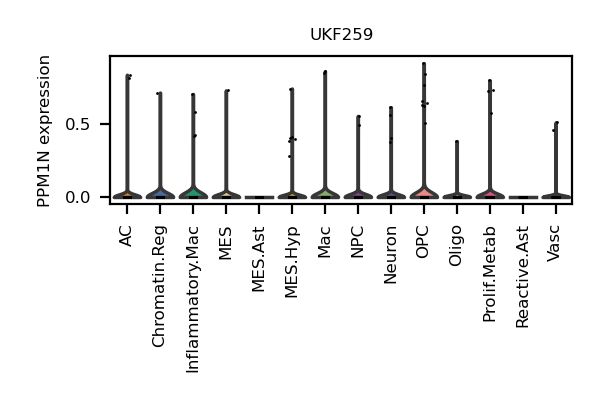 UKF259
PPM1N expression
0.5
0.0
AC
Chromatin.Reg
Inflammatory.Mac
MES
MES.Ast
MES.Hyp
Mac
NPC
Neuron
OPC
Oligo
Prolif.Metab
Reactive.Ast
Vasc